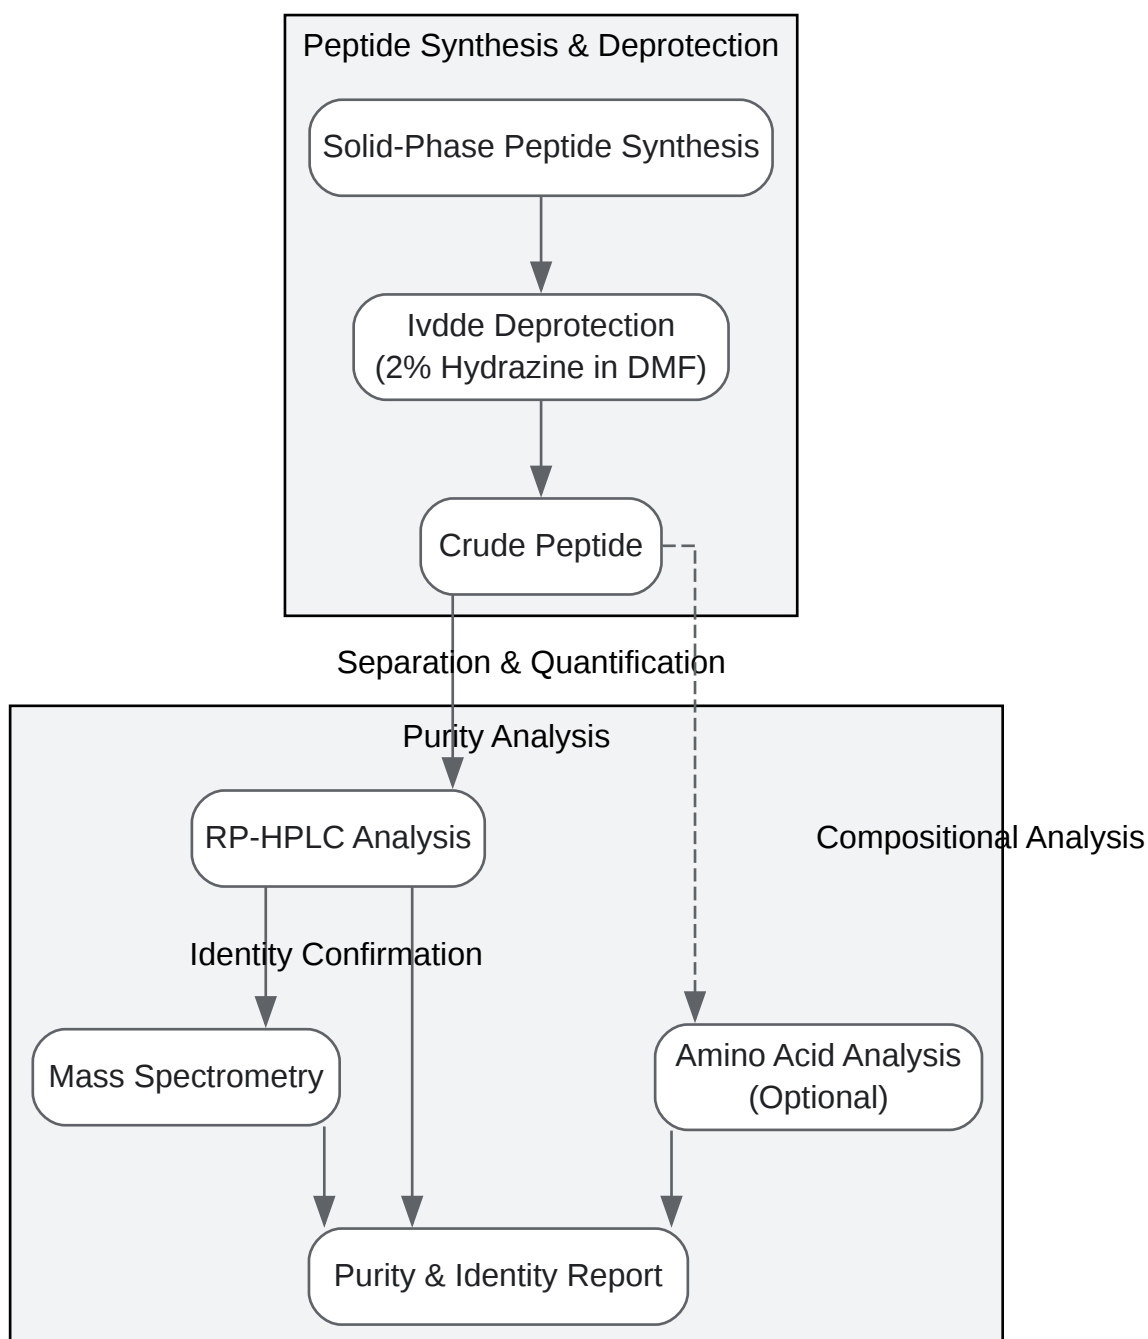 Peptide Synthesis & Deprotection
Solid-Phase Peptide Synthesis
Ivdde Deprotection
(2% Hydrazine in DMF)
Crude Peptide
Separation & Quantification
Purity Analysis
RP-HPLC Analysis
Compositional Analysis
Identity Confirmation
Mass Spectrometry
Amino Acid Analysis
(Optional)
Purity & Identity Report